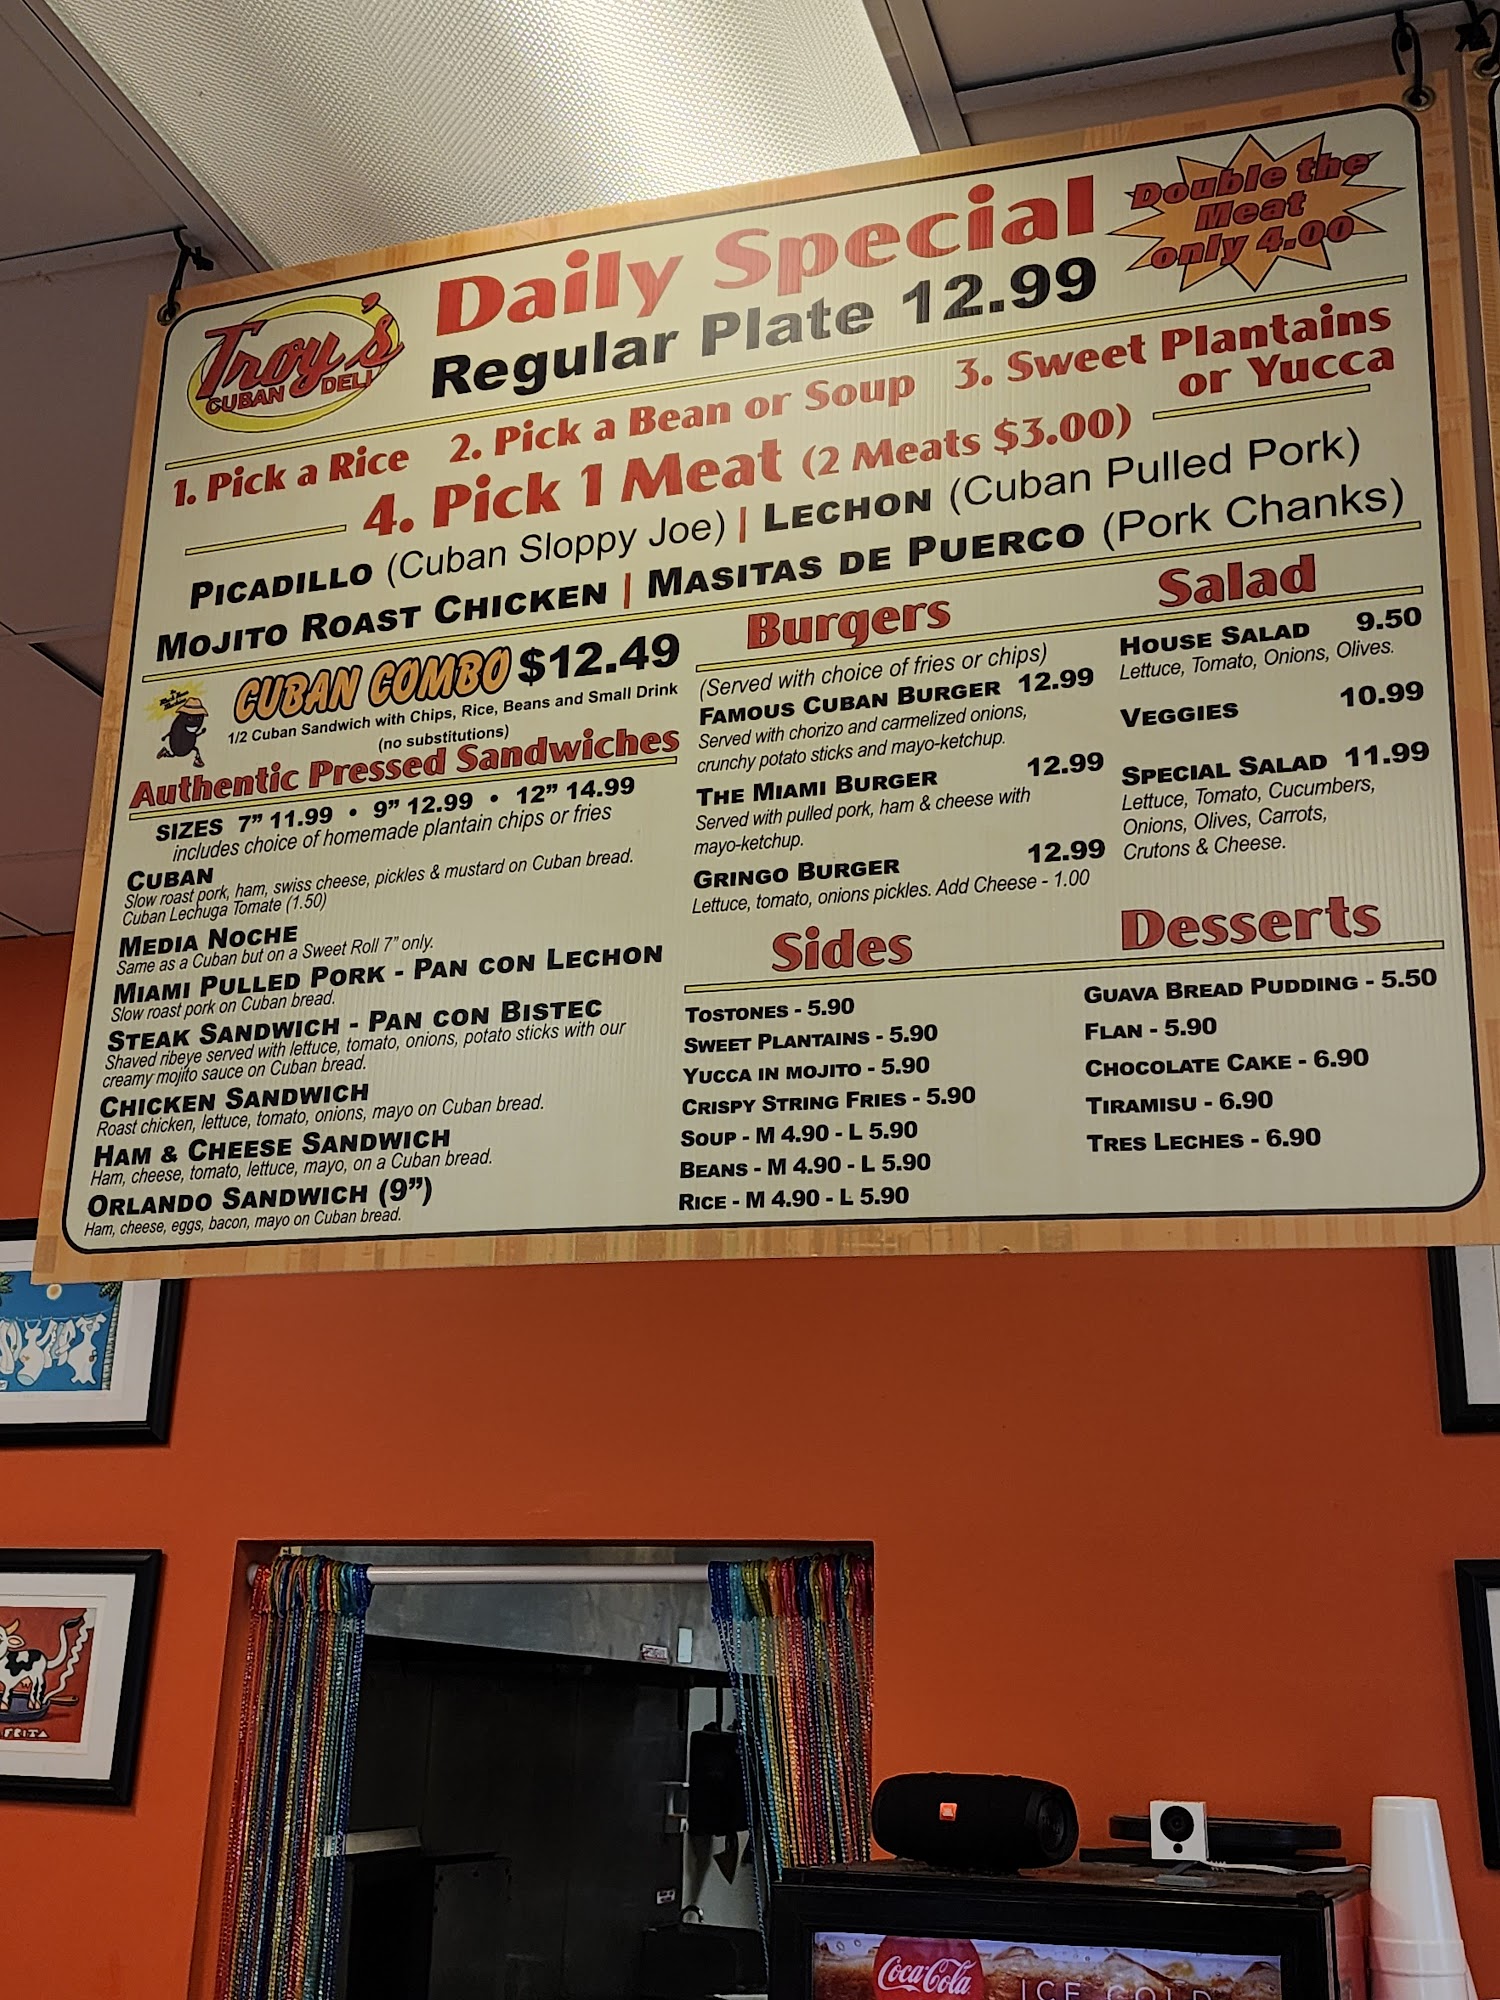 Troy's
CUBAN DELI
Daily Special
Regular Plate 12.99
Double the
Meat
only 4.00
1. Pick a Rice 2. Pick a Bean or Soup 3. Sweet Plantains
or Yucca
4. Pick 1 Meat (2 Meats $3.00)
PICADILLO (Cuban Sloppy Joe) | LECHON (Cuban Pulled Pork)
MOJITO ROAST CHICKEN | MASITAS DE PUERCO (Pork Chanks)
CUBAN COMBO $12.49
1/2 Cuban Sandwich with Chips, Rice, Beans and Small Drink
(no substitutions)
Authentic Pressed Sandwiches
SIZES 7" 11.99 • 9" 12.99 • 12" 14.99
includes choice of homemade plantain chips or fries
CUBAN
Slow roast pork, ham, swiss cheese, pickles & mustard on Cuban bread.
Cuban Lechuga Tomate (1.50)
MEDIA NOCHE
Same as a Cuban but on a Sweet Roll 7" only.
MIAMI PULLED PORK - PAN CON LECHON
Slow roast pork on Cuban bread.
STEAK SANDWICH - PAN CON BISTEC
Shaved ribeye served with lettuce, tomato, onions, potato sticks with our
creamy mojito sauce on Cuban bread.
CHICKEN SANDWICH
Roast chicken, lettuce, tomato, onions, mayo on Cuban bread.
HAM & CHEESE SANDWICH
Ham, cheese, tomato, lettuce, mayo, on a Cuban bread.
ORLANDO SANDWICH (9")
Ham, cheese, eggs, bacon, mayo on Cuban bread.
Burgers
(Served with choice of fries or chips)
FAMOUS CUBAN BURGER 12.99
Served with chorizo and carmelized onions,
crunchy potato sticks and mayo-ketchup.
THE MIAMI BURGER 12.99
Served with pulled pork, ham & cheese with
mayo-ketchup.
GRINGO BURGER 12.99
Lettuce, tomato, onions pickles. Add Cheese - 1.00
Salad
HOUSE SALAD 9.50
Lettuce, Tomato, Onions, Olives.
VEGGIES 10.99
SPECIAL SALAD 11.99
Lettuce, Tomato, Cucumbers,
Onions, Olives, Carrots,
Crutons & Cheese.
Sides
TOSTONES - 5.90
SWEET PLANTAINS - 5.90
YUCCA IN MOJITO - 5.90
CRISPY STRING FRIES - 5.90
SOUP - M 4.90 - L 5.90
BEANS - M 4.90 - L 5.90
RICE - M 4.90 - L 5.90
Desserts
GUAVA BREAD PUDDING - 5.50
FLAN - 5.90
CHOCOLATE CAKE - 6.90
TIRAMISU - 6.90
TRES LECHES - 6.90
FRITA
JBL
Coca-Cola
ICE COLD